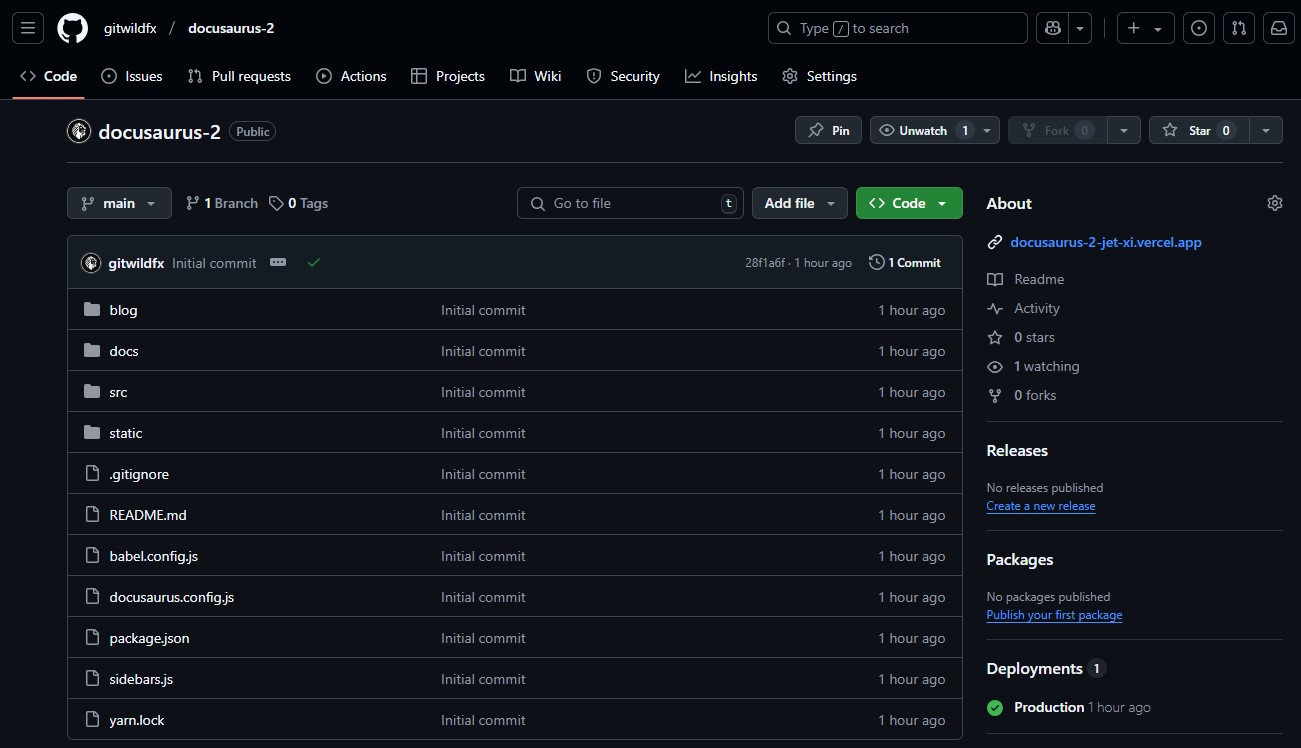 gitwildfx / docusaurus-2
Type / to search
Code Issues Pull requests Actions Projects Wiki Security Insights Settings
docusaurus-2 Public
Pin Unwatch 1 Fork 0 Star 0
main 1 Branch 0 Tags Go to file t Add file Code
gitwildfx Initial commit 28f1a6f · 1 hour ago 1 Commit
blog Initial commit 1 hour ago
docs Initial commit 1 hour ago
src Initial commit 1 hour ago
static Initial commit 1 hour ago
.gitignore Initial commit 1 hour ago
README.md Initial commit 1 hour ago
babel.config.js Initial commit 1 hour ago
docusaurus.config.js Initial commit 1 hour ago
package.json Initial commit 1 hour ago
sidebars.js Initial commit 1 hour ago
yarn.lock Initial commit 1 hour ago
About
docusaurus-2-jet-xi.vercel.app
Readme
Activity
0 stars
1 watching
0 forks
Releases
No releases published
Create a new release
Packages
No packages published
Publish your first package
Deployments 1
Production 1 hour ago